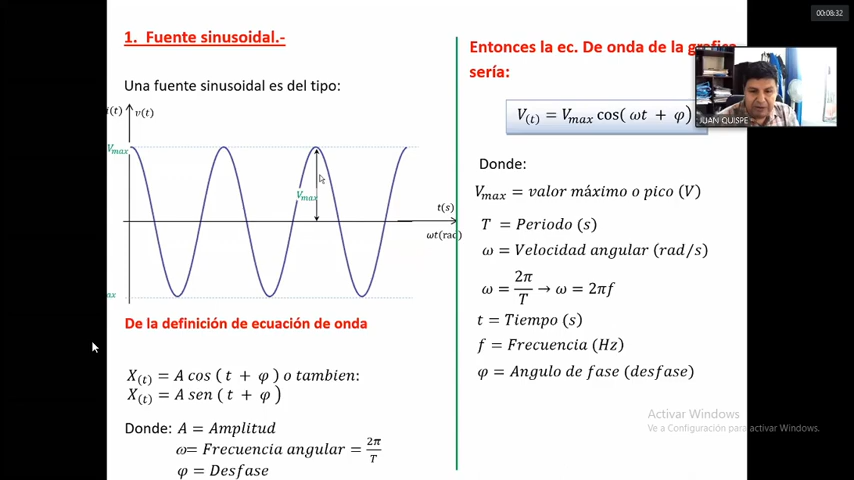 1. Fuente sinusoidal.-
Una fuente sinusoidal es del tipo:
i(t)
v(t)
Vmax
Vmax
t(s)
ωt(rad)
ax
De la definición de ecuación de onda
X(t) = A cos ( t + φ ) o tambien:
X(t) = A sen ( t + φ )
Donde: A = Amplitud
ω= Frecuencia angular = 2π/T
φ = Desfase
Entonces la ec. De onda de la grafica
sería:
V(t) = Vmax cos( ωt + φ)
Donde:
Vmax = valor máximo o pico (V)
T = Periodo (s)
ω = Velocidad angular (rad/s)
ω = 2π/T → ω = 2πf
t = Tiempo (s)
f = Frecuencia (Hz)
φ = Angulo de fase (desfase)
00:08:32
JUAN QUISPE
Activar Windows
Ve a Configuración para activar Windows.